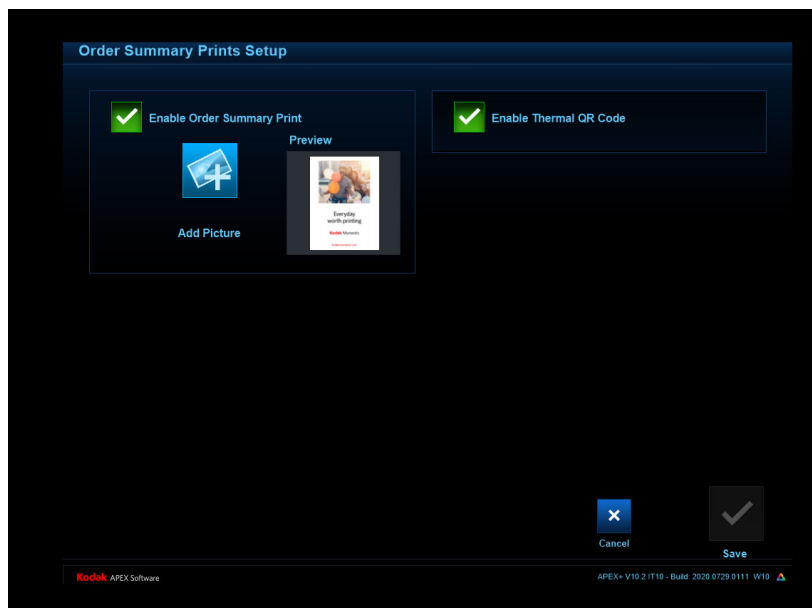 Order Summary Prints Setup
Enable Order Summary Print
Enable Thermal QR Code
Preview
Everyday
worth printing
Kodak Moments
Add Picture
Cancel
Save
Kodak APEX Software
APEX+ V10.2 IT10 - Build: 2020.0729.0111 W10